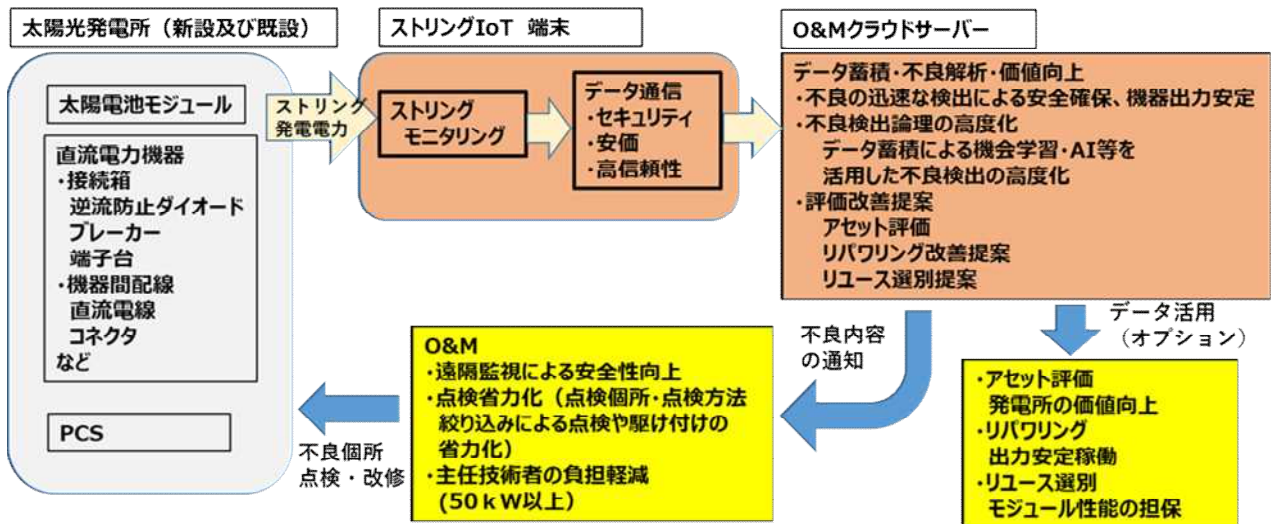 太陽光発電所（新設及び既設）
太陽電池モジュール
直流電力機器
・接続箱
逆流防止ダイオード
ブレーカー
端子台
・機器間配線
直流電線
コネクタ
など
PCS
ストリング
発電電力
ストリングIoT 端末
ストリング
モニタリング
データ通信
・セキュリティ
・安価
・高信頼性
O&Mクラウドサーバー
データ蓄積・不良解析・価値向上
・不良の迅速な検出による安全確保、機器出力安定
・不良検出論理の高度化
データ蓄積による機会学習・AI等を
活用した不良検出の高度化
・評価改善提案
アセット評価
リパワリング改善提案
リユース選別提案
不良内容
の通知
データ活用
（オプション）
O&M
・遠隔監視による安全性向上
・点検省力化（点検個所・点検方法
絞り込みによる点検や駆け付けの
省力化）
・主任技術者の負担軽減
(50ｋW以上）
不良個所
点検・改修
・アセット評価
発電所の価値向上
・リパワリング
出力安定稼働
・リユース選別
モジュール性能の担保